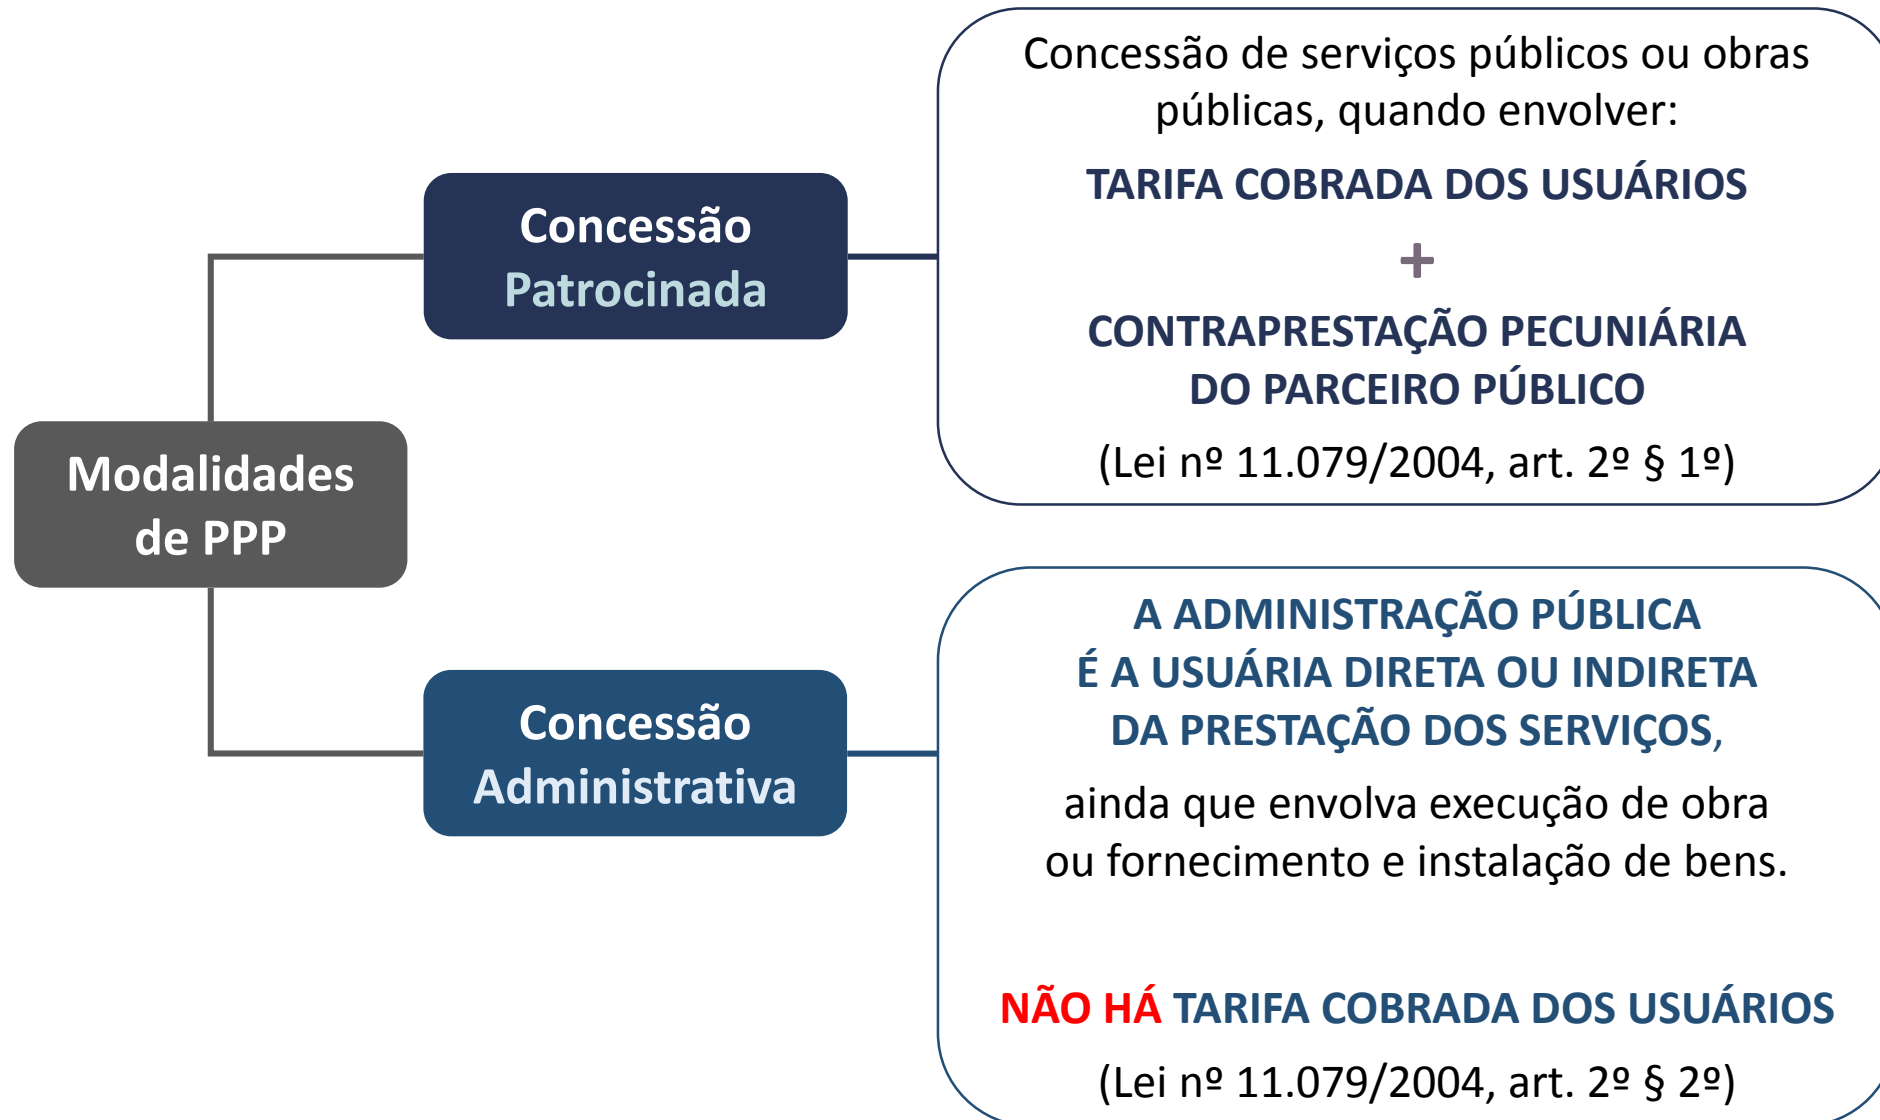 Modalidades
de PPP
Concessão
Patrocinada
Concessão de serviços públicos ou obras
públicas, quando envolver:
TARIFA COBRADA DOS USUÁRIOS
+
CONTRAPRESTAÇÃO PECUNIÁRIA
DO PARCEIRO PÚBLICO
(Lei nº 11.079/2004, art. 2º § 1º)
Concessão
Administrativa
A ADMINISTRAÇÃO PÚBLICA
É A USUÁRIA DIRETA OU INDIRETA
DA PRESTAÇÃO DOS SERVIÇOS,
ainda que envolva execução de obra
ou fornecimento e instalação de bens.
NÃO HÁ TARIFA COBRADA DOS USUÁRIOS
(Lei nº 11.079/2004, art. 2º § 2º)